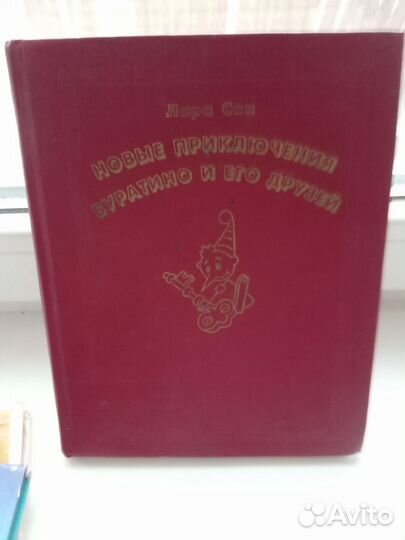 Лара Сон
НОВЫЕ ПРИКЛЮЧЕНИЯ
БУРАТИНО И ЕГО ДРУЗЕЙ
Avito